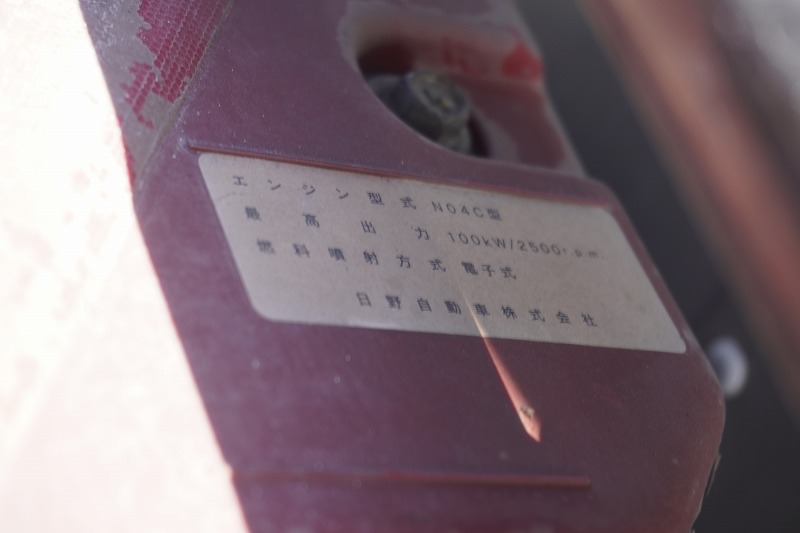 エンジン型式 N04C型
最高出力 100kW/2500r.p.m.
燃料噴射方式 電子式
日野自動車株式会社